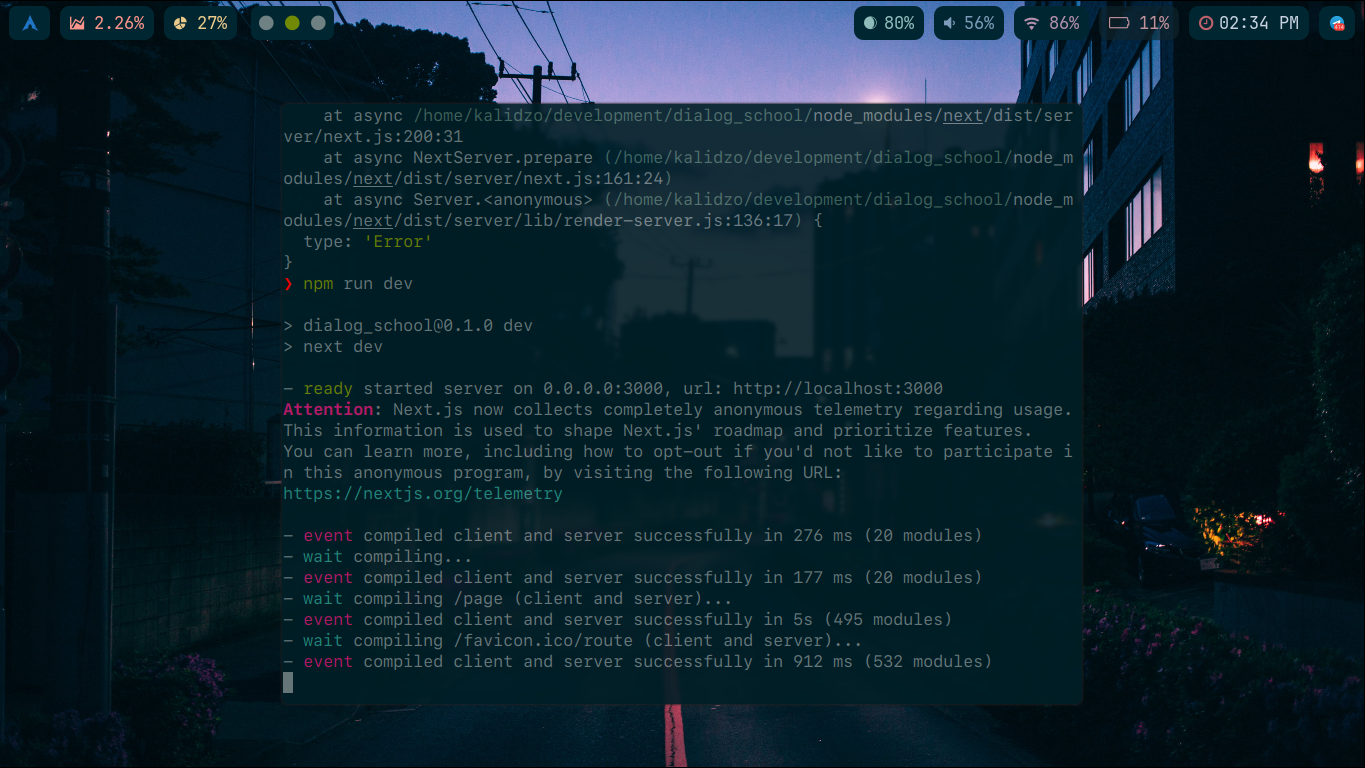 2.26% 27% 80% 56% 86% 11% 02:34 PM
at async /home/kalidzo/development/dialog_school/node_modules/next/dist/ser
ver/next.js:200:31
at async NextServer.prepare (/home/kalidzo/development/dialog_school/node_m
odules/next/dist/server/next.js:161:24)
at async Server.<anonymous> (/home/kalidzo/development/dialog_school/node_m
odules/next/dist/server/lib/render-server.js:136:17) {
type: 'Error'
}
❯ npm run dev
> dialog_school@0.1.0 dev
> next dev
- ready started server on 0.0.0.0:3000, url: http://localhost:3000
Attention: Next.js now collects completely anonymous telemetry regarding usage.
This information is used to shape Next.js' roadmap and prioritize features.
You can learn more, including how to opt-out if you'd not like to participate i
n this anonymous program, by visiting the following URL:
https://nextjs.org/telemetry
- event compiled client and server successfully in 276 ms (20 modules)
- wait compiling...
- event compiled client and server successfully in 177 ms (20 modules)
- wait compiling /page (client and server)...
- event compiled client and server successfully in 5s (495 modules)
- wait compiling /favicon.ico/route (client and server)...
- event compiled client and server successfully in 912 ms (532 modules)